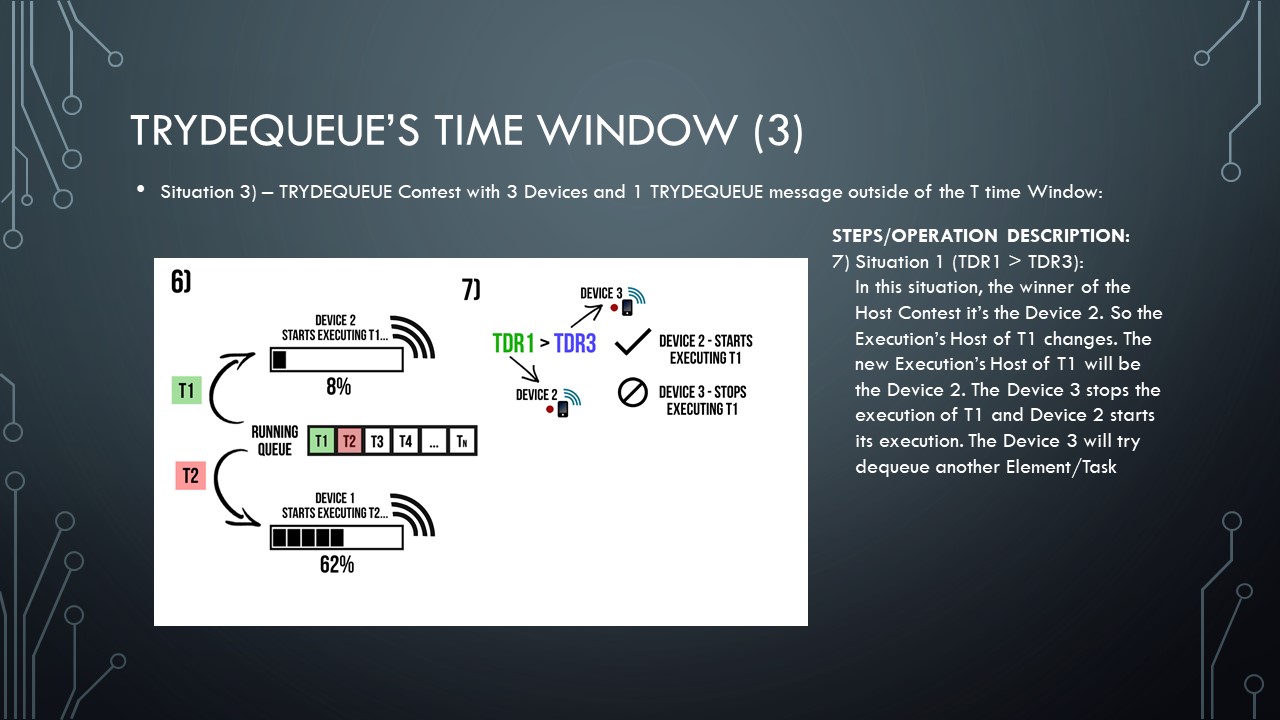 TRYDEQUEUE’S TIME WINDOW (3)
• Situation 3) – TRYDEQUEUE Contest with 3 Devices and 1 TRYDEQUEUE message outside of the T time Window:
6)
DEVICE 2
STARTS EXECUTING T1...
8%
T1
RUNNING
QUEUE
T1 T2 T3 T4 ... TN
T2
DEVICE 1
STARTS EXECUTING T2...
62%
7)
DEVICE 3
TDR1 > TDR3
DEVICE 2
DEVICE 2 - STARTS
EXECUTING T1
DEVICE 3 - STOPS
EXECUTING T1
STEPS/OPERATION DESCRIPTION:
7) Situation 1 (TDR1 > TDR3):
In this situation, the winner of the
Host Contest it’s the Device 2. So the
Execution’s Host of T1 changes. The
new Execution’s Host of T1 will be
the Device 2. The Device 3 stops the
execution of T1 and Device 2 starts
its execution. The Device 3 will try
dequeue another Element/Task